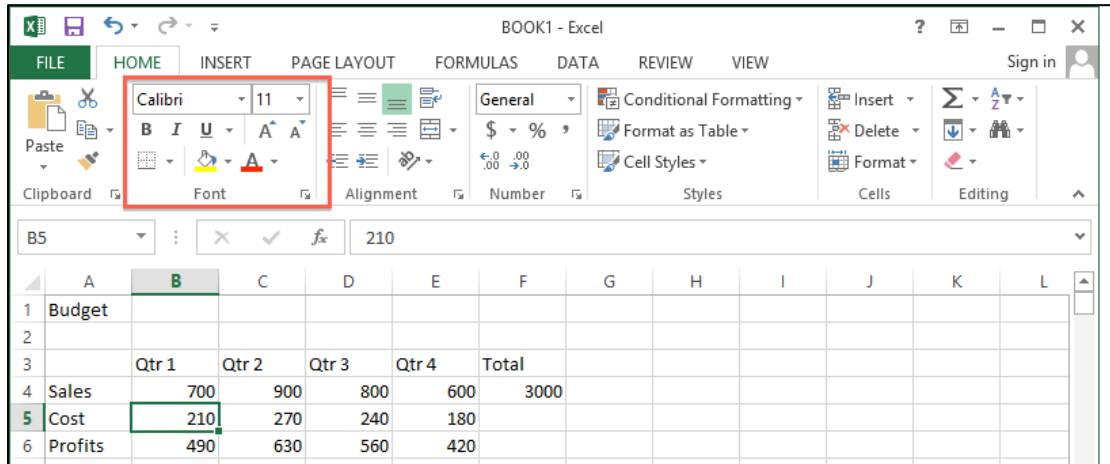 BOOK1 - Excel
FILE HOME INSERT PAGE LAYOUT FORMULAS DATA REVIEW VIEW Sign in
Calibri 11 General Conditional Formatting Insert Σ A Z
B I U A A $ % , Format as Table Delete
Paste
A .0 .00 Cell Styles Format
.00 .0
Clipboard Font Alignment Number Styles Cells Editing
B5 fx 210
A B C D E F G H I J K L
1 Budget
2
3 Qtr 1 Qtr 2 Qtr 3 Qtr 4 Total
4 Sales 700 900 800 600 3000
5 Cost 210 270 240 180
6 Profits 490 630 560 420